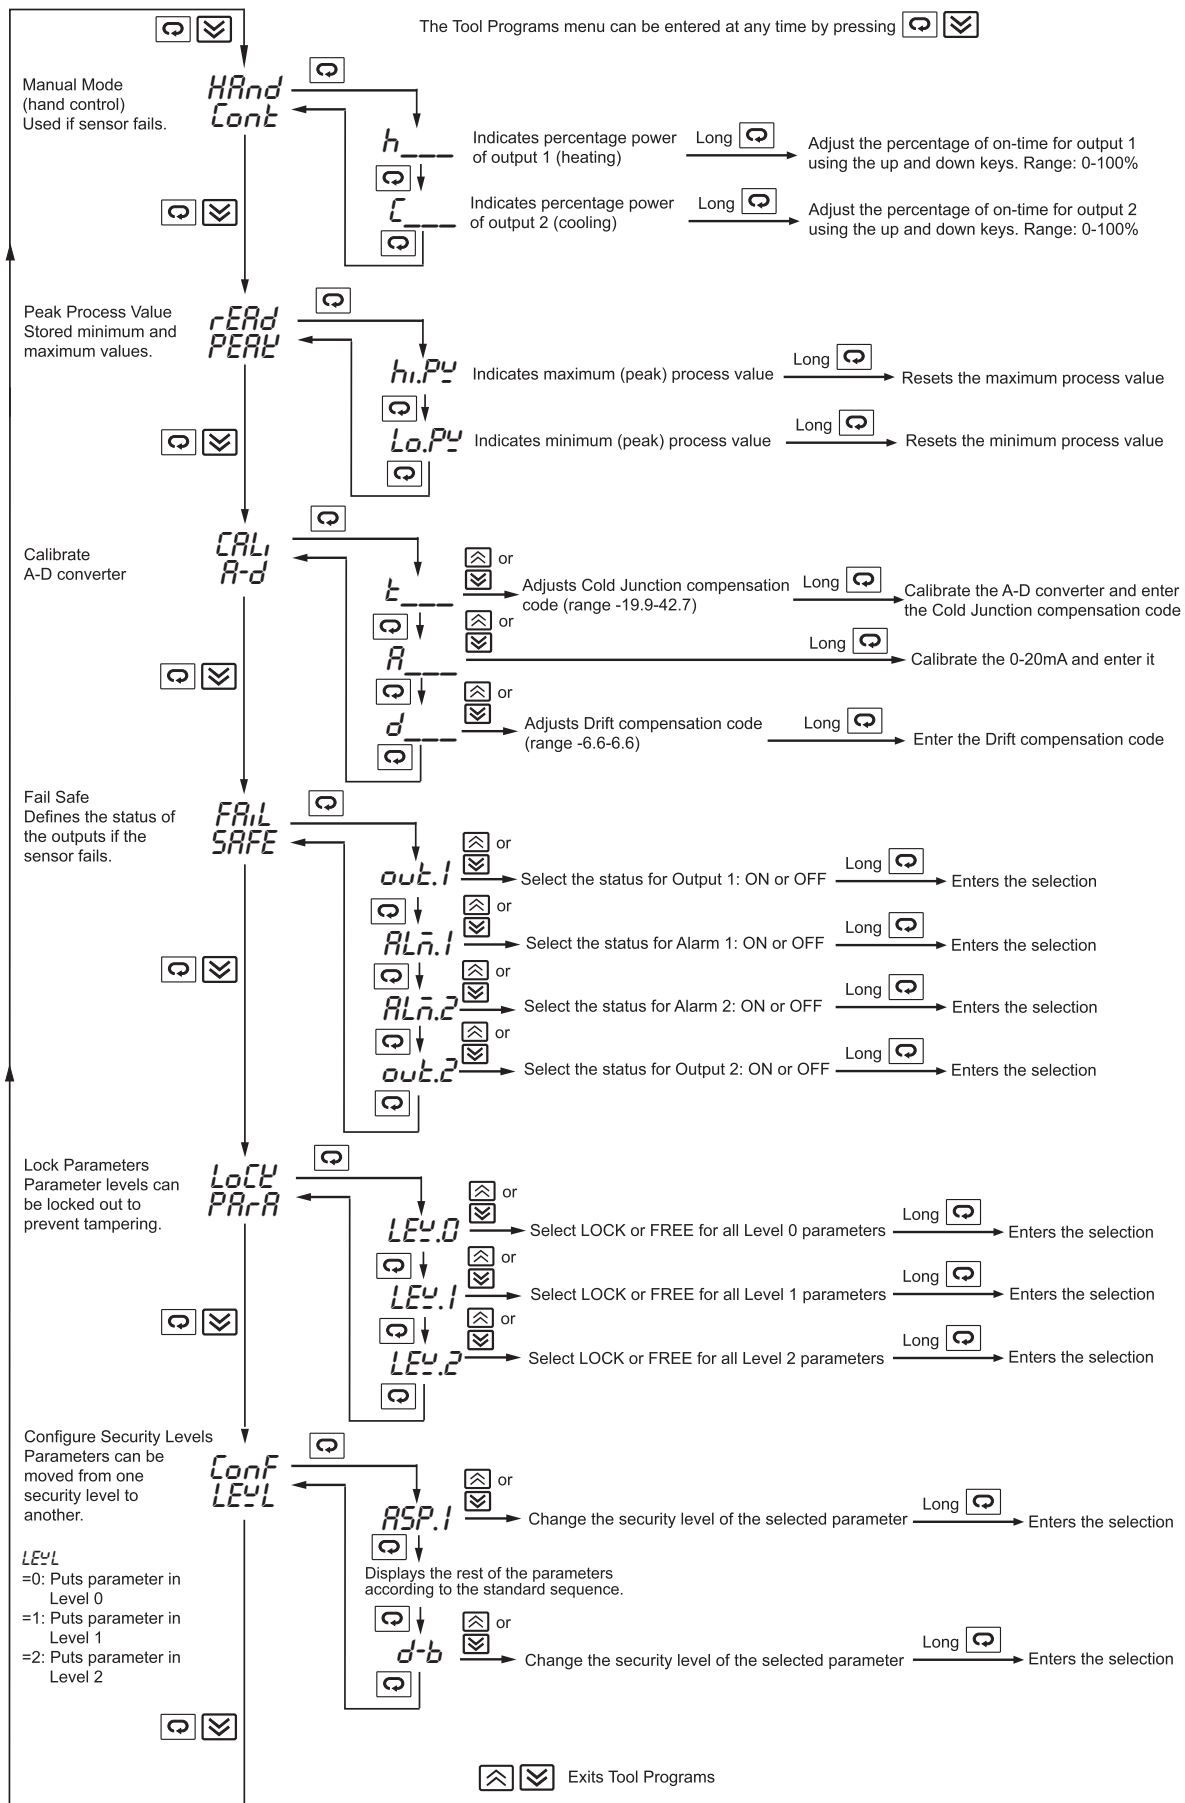 The Tool Programs menu can be entered at any time by pressing
Manual Mode
(hand control)
Used if sensor fails.
HAnd
Cont
h___
Indicates percentage power
of output 1 (heating)
Long
Adjust the percentage of on-time for output 1
using the up and down keys. Range: 0-100%
C___
Indicates percentage power
of output 2 (cooling)
Long
Adjust the percentage of on-time for output 2
using the up and down keys. Range: 0-100%
Peak Process Value
Stored minimum and
maximum values.
rEAd
PEAK
hi.PV
Indicates maximum (peak) process value
Long
Resets the maximum process value
Lo.PV
Indicates minimum (peak) process value
Long
Resets the minimum process value
Calibrate
A-D converter
CALi
A-d
t___
or
Adjusts Cold Junction compensation
code (range -19.9-42.7)
Long
Calibrate the A-D converter and enter
the Cold Junction compensation code
A___
or
Long
Calibrate the 0-20mA and enter it
d___
or
Adjusts Drift compensation code
(range -6.6-6.6)
Long
Enter the Drift compensation code
Fail Safe
Defines the status of
the outputs if the
sensor fails.
FAiL
SAFE
out.1
or
Select the status for Output 1: ON or OFF
Long
Enters the selection
ALM.1
or
Select the status for Alarm 1: ON or OFF
Long
Enters the selection
ALM.2
or
Select the status for Alarm 2: ON or OFF
Long
Enters the selection
out.2
or
Select the status for Output 2: ON or OFF
Long
Enters the selection
Lock Parameters
Parameter levels can
be locked out to
prevent tampering.
LoCK
PArA
LEV.0
or
Select LOCK or FREE for all Level 0 parameters
Long
Enters the selection
LEV.1
or
Select LOCK or FREE for all Level 1 parameters
Long
Enters the selection
LEV.2
or
Select LOCK or FREE for all Level 2 parameters
Long
Enters the selection
Configure Security Levels
Parameters can be
moved from one
security level to
another.
ConF
LEVL
ASP.1
or
Change the security level of the selected parameter
Long
Enters the selection
Displays the rest of the parameters
according to the standard sequence.
LEVL
=0: Puts parameter in
Level 0
=1: Puts parameter in
Level 1
=2: Puts parameter in
Level 2
d-b
or
Change the security level of the selected parameter
Long
Enters the selection
Exits Tool Programs